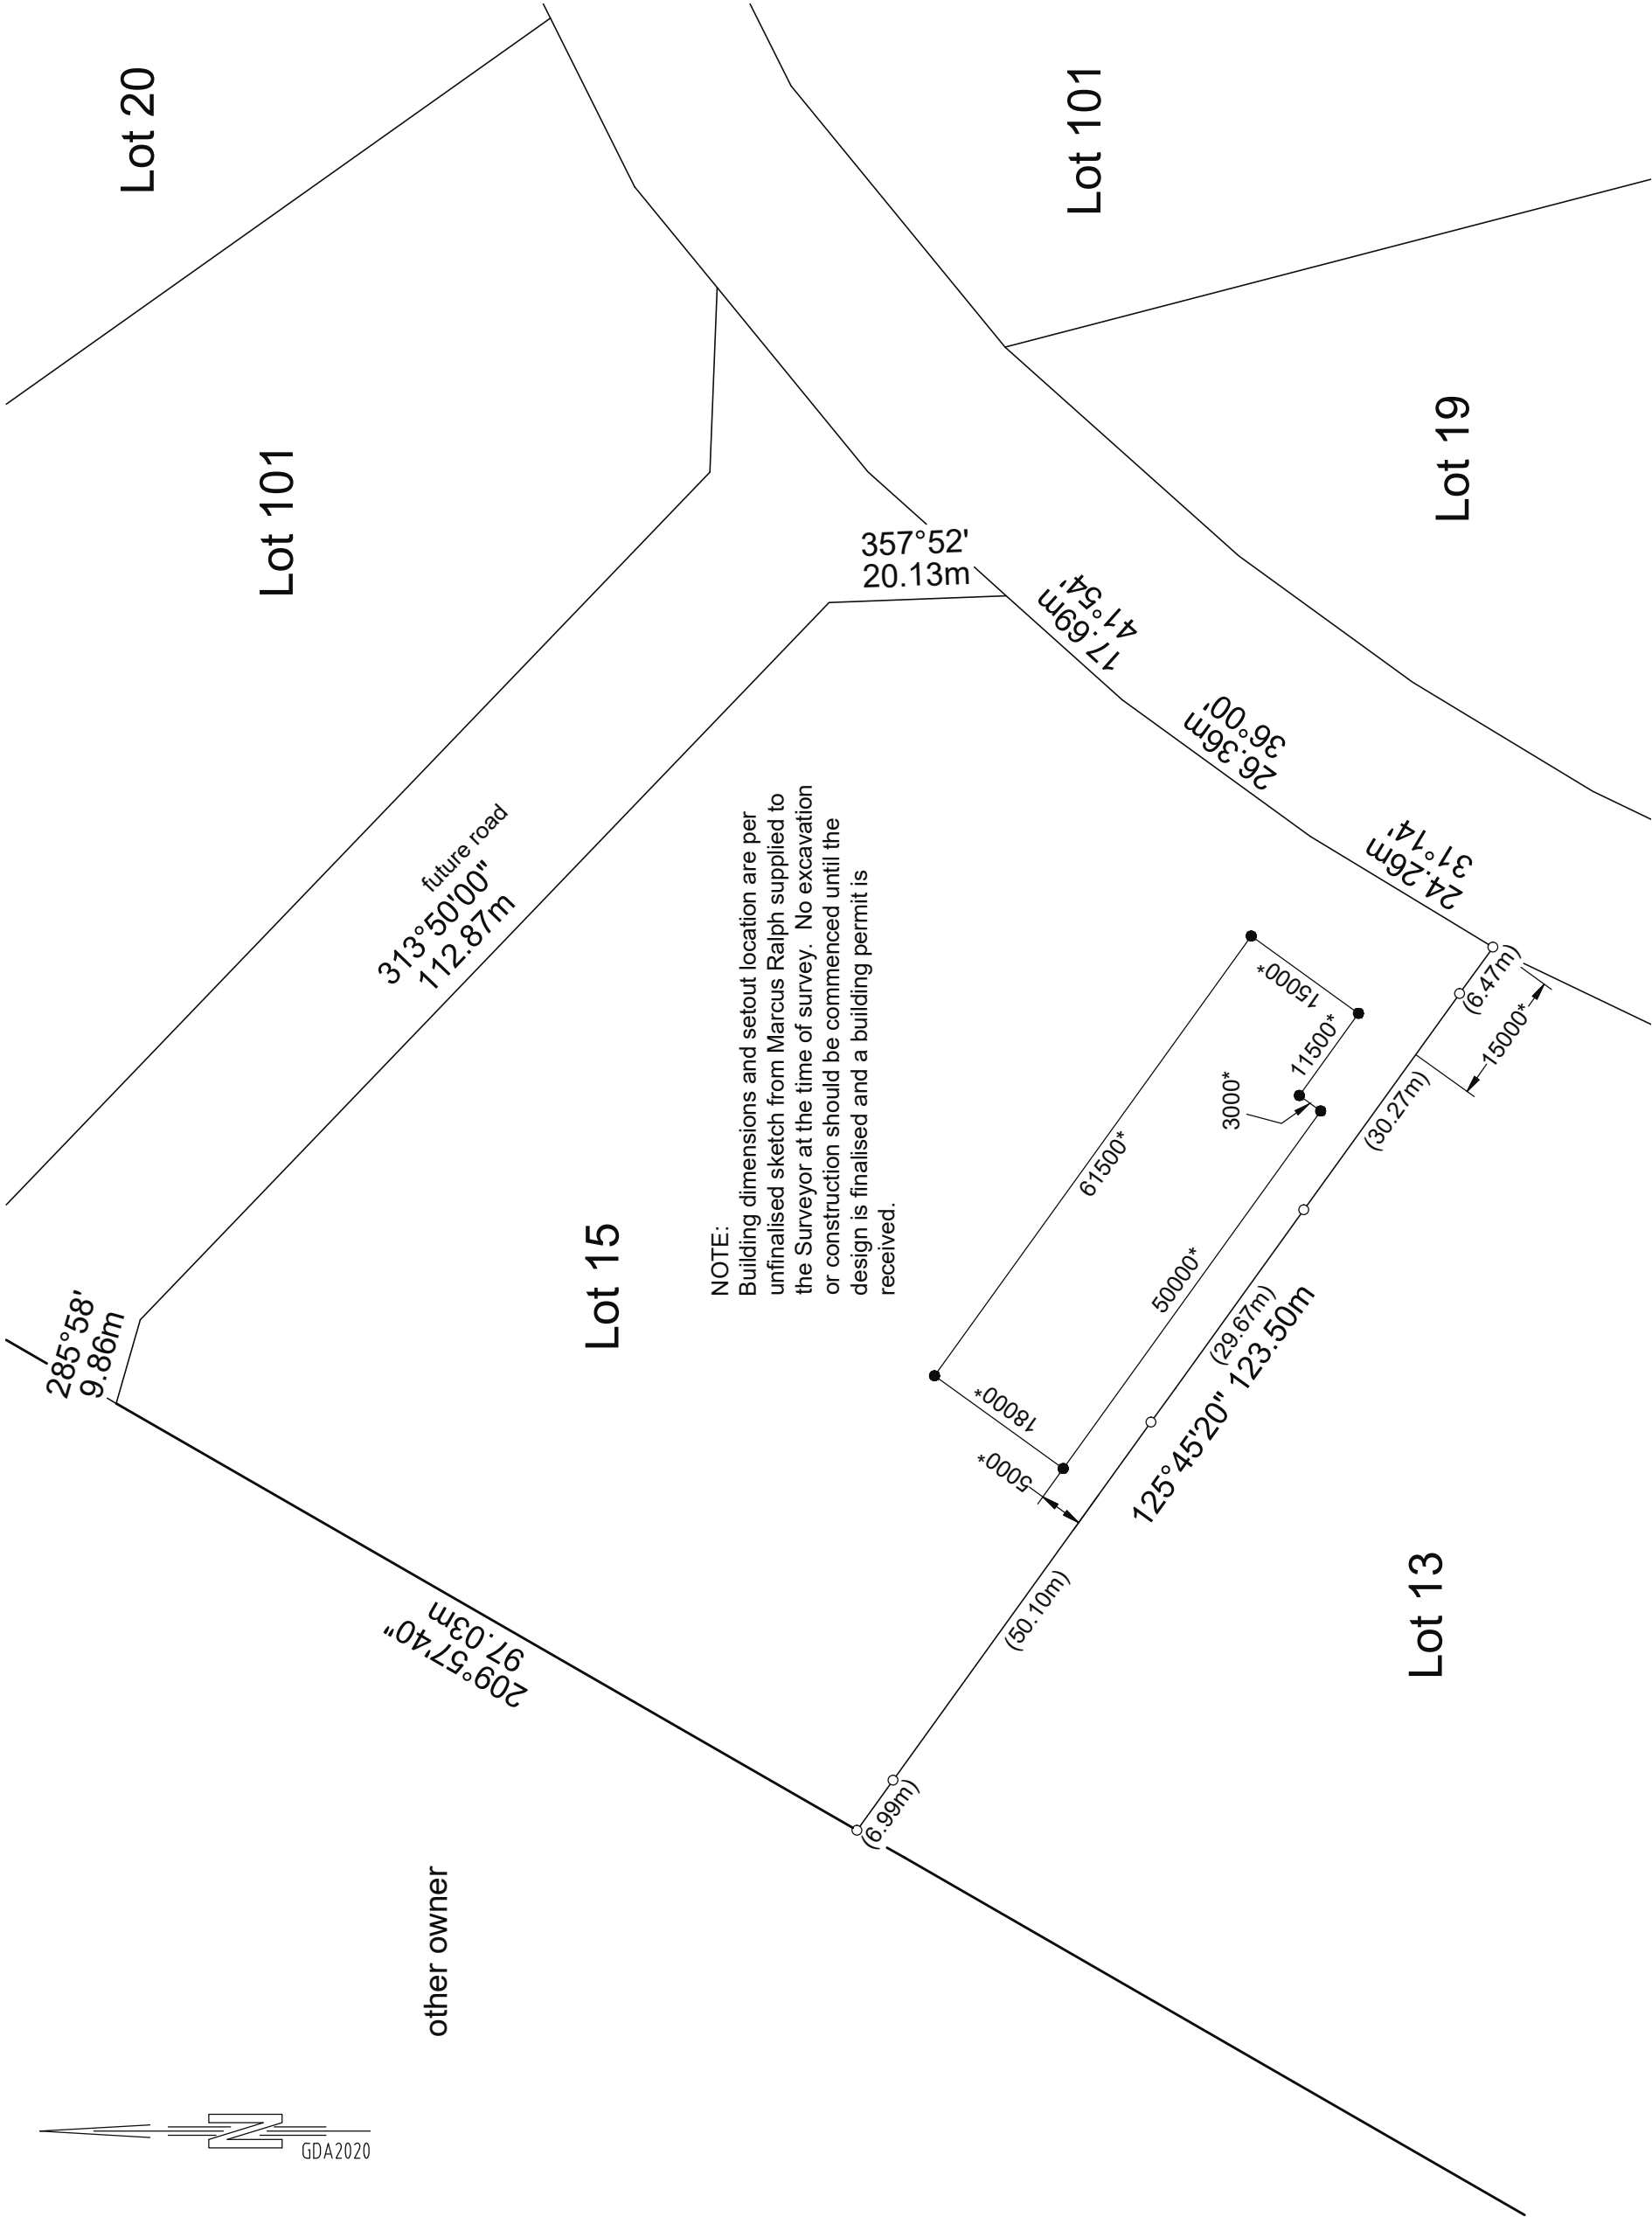 Lot 20
Lot 101
Lot 101
Lot 19
357°52'
20.13m
17.69m
41°54'
26.36m
36°00'
24.26m
31°14'
future road
313°50'00"
112.87m
285°58'
9.86m
Lot 15
NOTE:
Building dimensions and setout location are per
unfinalised sketch from Marcus Ralph supplied to
the Surveyor at the time of survey.  No excavation
or construction should be commenced until the
design is finalised and a building permit is
received.
15000*
11500*
3000*
61500*
50000*
18000*
5000*
(6.47m)
15000*
(30.27m)
(29.67m)
125°45'20" 123.50m
(50.10m)
(6.99m)
209°57'40"
97.03m
Lot 13
other owner
N
GDA2020